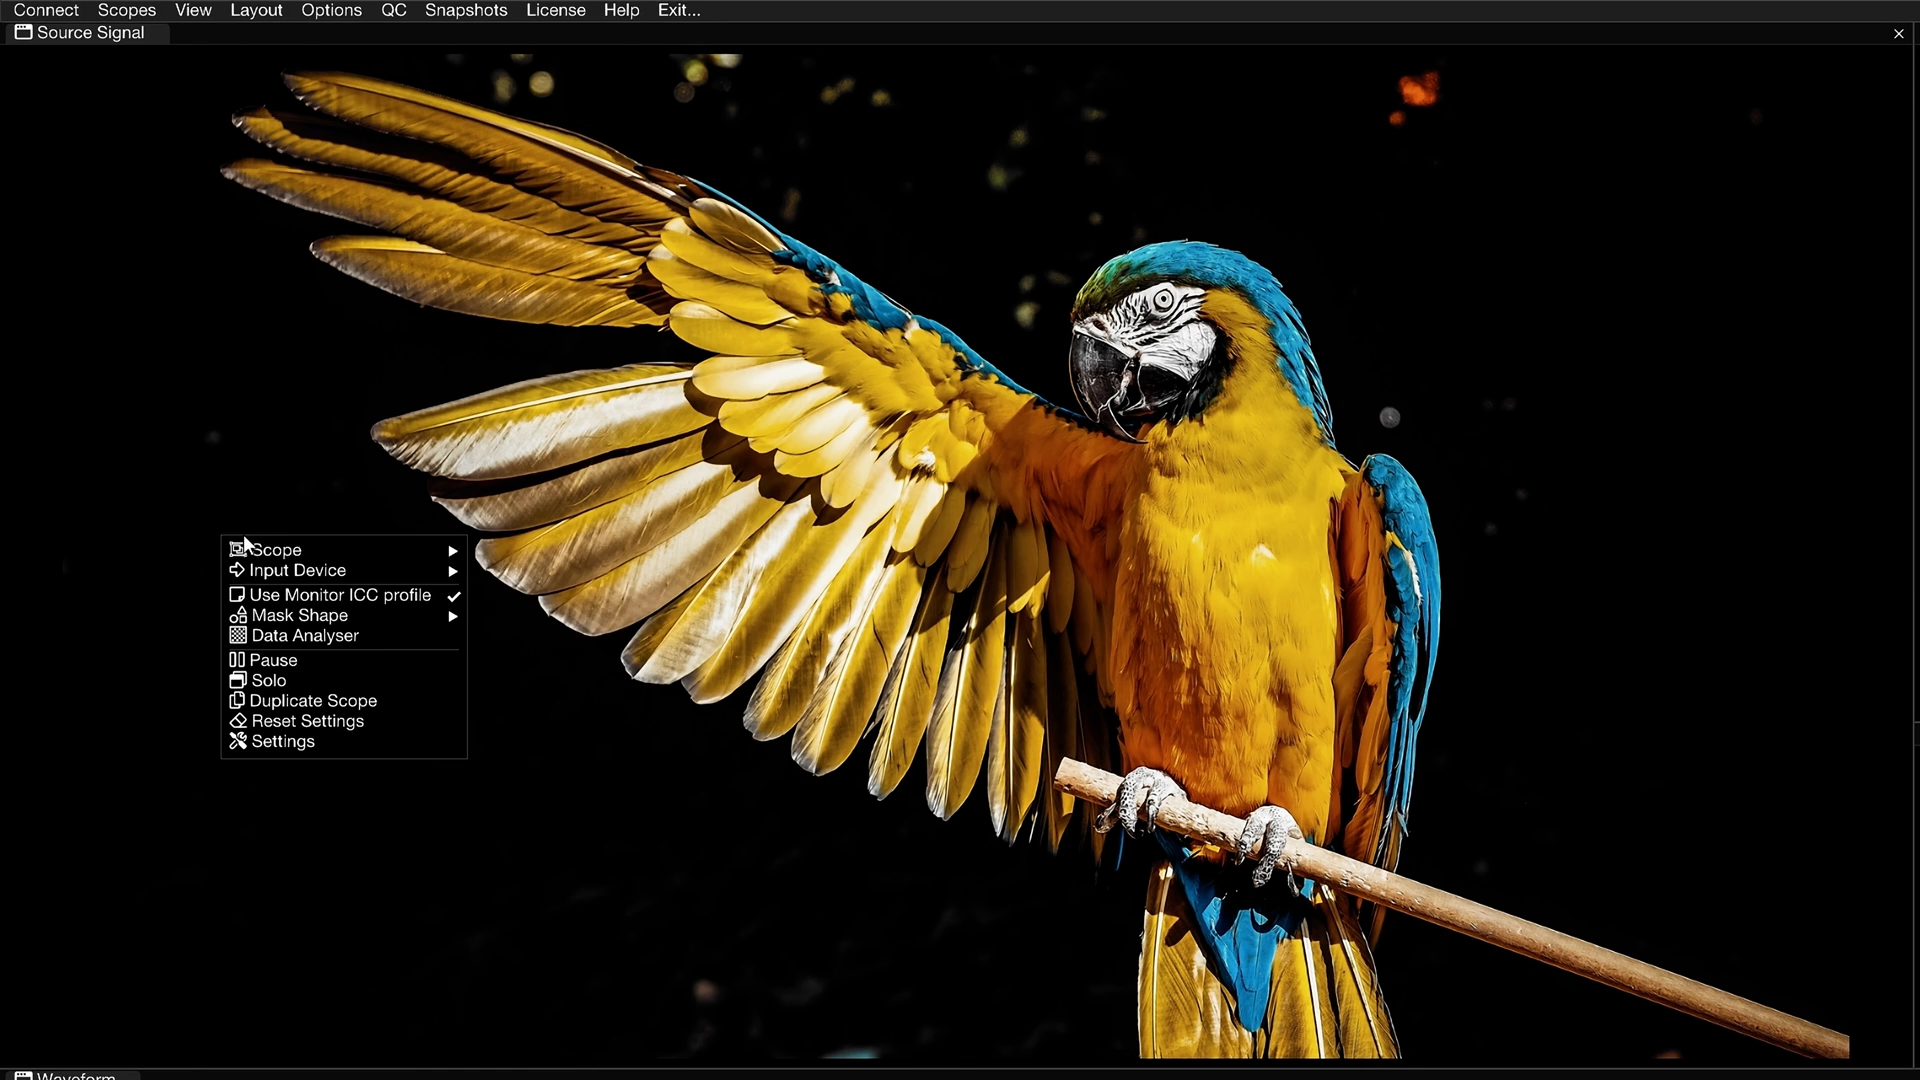 Connect Scopes View Layout Options QC Snapshots License Help Exit...
Source Signal
Scope
Input Device
Use Monitor ICC profile
Mask Shape
Data Analyser
Pause
Solo
Duplicate Scope
Reset Settings
Settings
Waveform